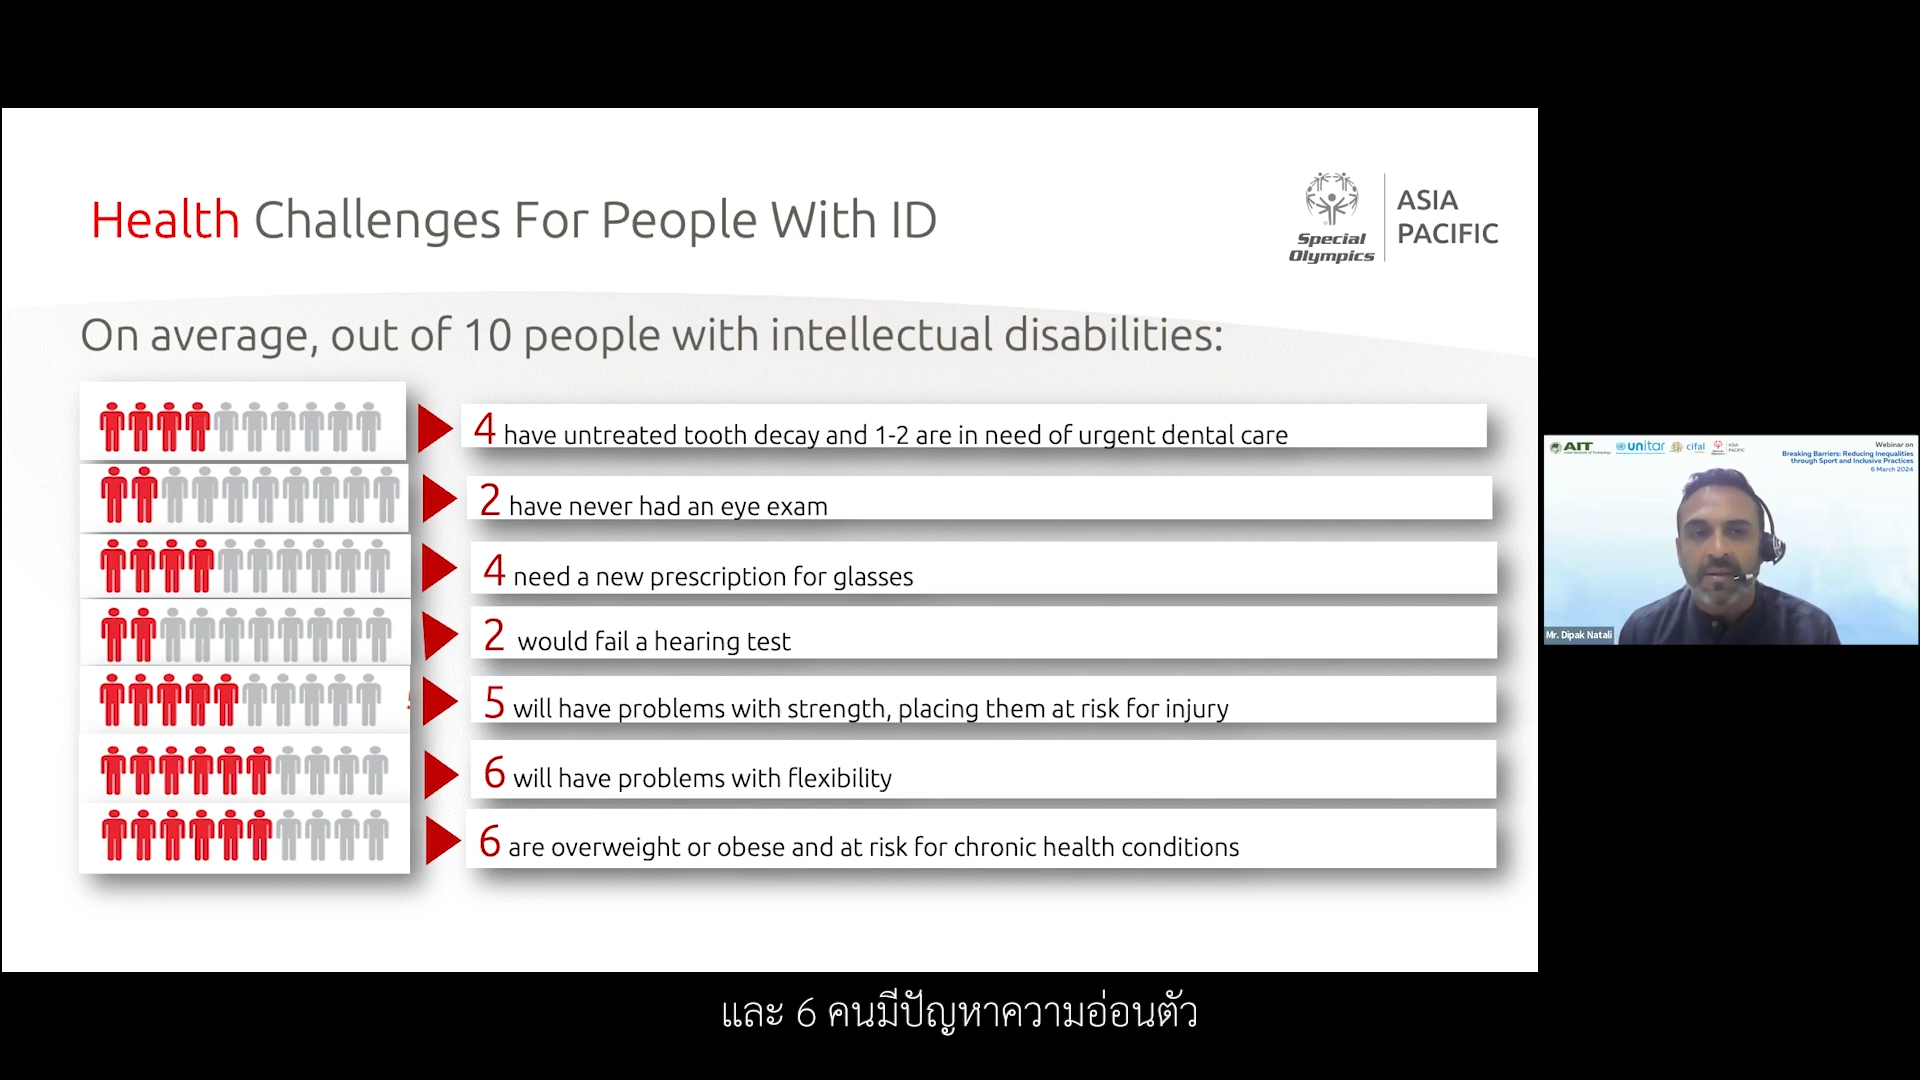 Health Challenges For People With ID
Special
Olympics
ASIA
PACIFIC
On average, out of 10 people with intellectual disabilities:
4 have untreated tooth decay and 1-2 are in need of urgent dental care
2 have never had an eye exam
4 need a new prescription for glasses
2 would fail a hearing test
5 will have problems with strength, placing them at risk for injury
6 will have problems with flexibility
6 are overweight or obese and at risk for chronic health conditions
AIT
unitar
cifal
Webinar on
Breaking Barriers: Reducing Inequalities
through Sport and Inclusive Practices
6 March 2024
Mr. Dipak Natali
และ 6 คนมีปัญหาความอ่อนตัว